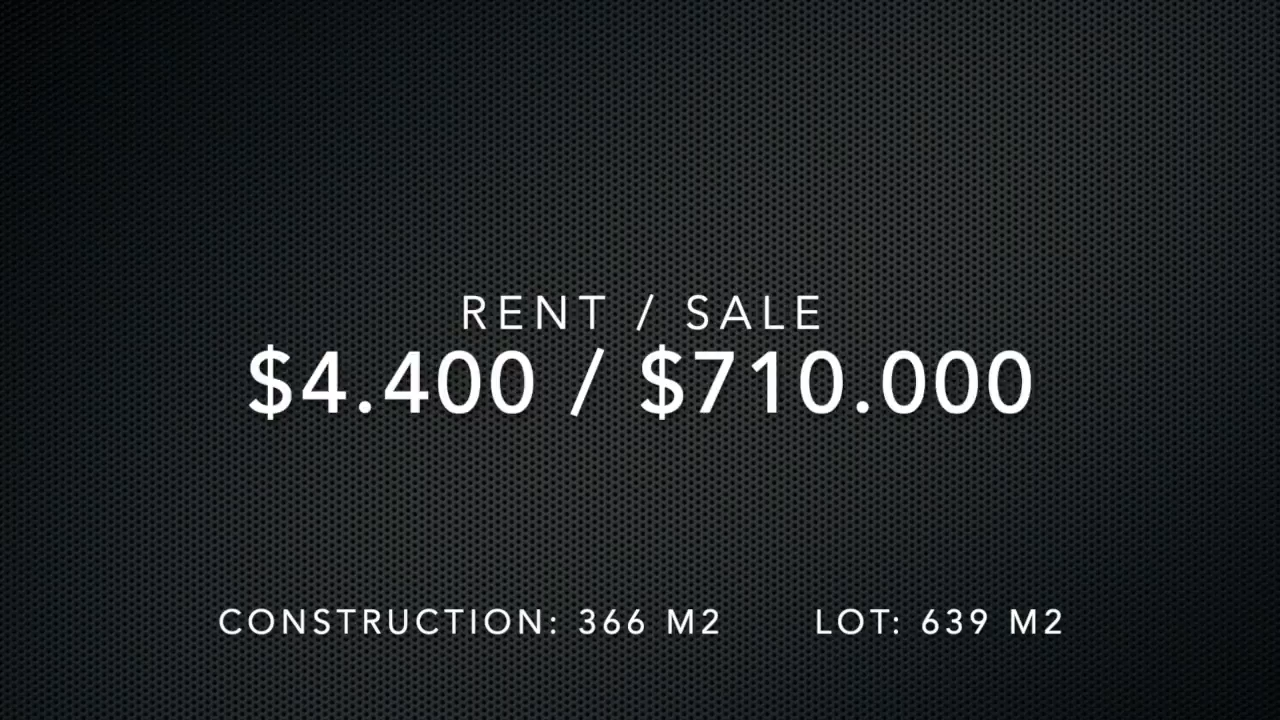 RENT / SALE
$4.400 / $710.000
CONSTRUCTION: 366 M2 LOT: 639 M2